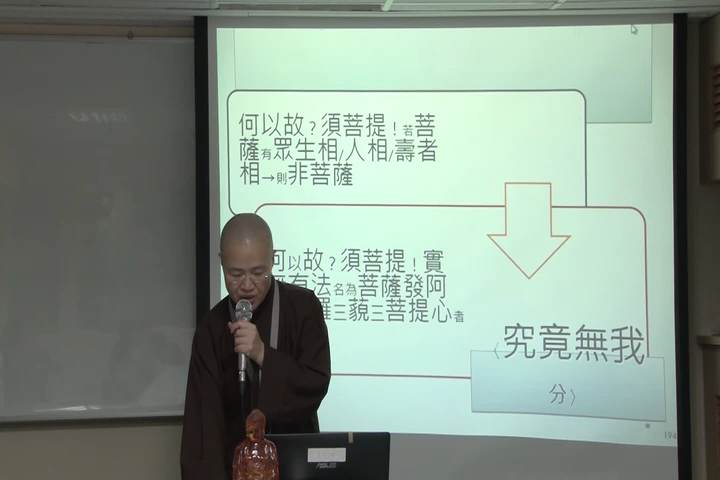 何以故？須菩提！若菩
薩有眾生相/人相/壽者
相→則非菩薩
何以故？須菩提！實
有法名為菩薩發阿
三藐三菩提心者
〈究竟無我
分〉
194
ASUS